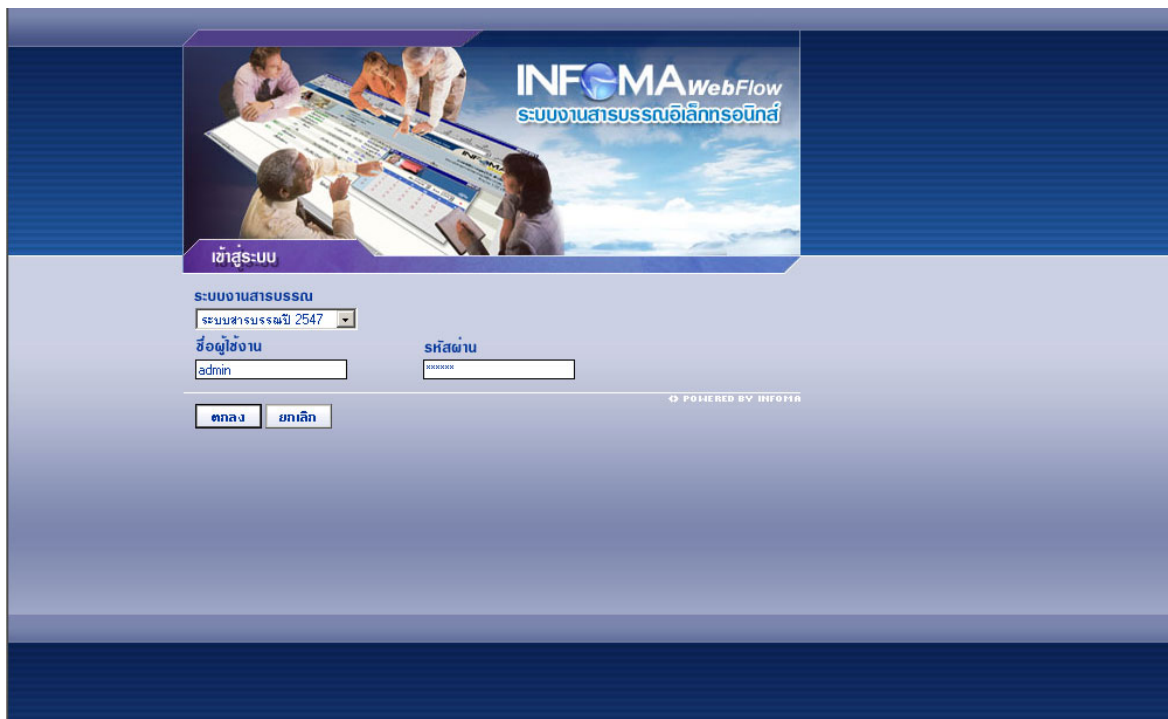 INFOMA WebFlow
ระบบงานสารบรรณอิเล็กทรอนิกส์
เข้าสู่ระบบ
ระบบงานสารบรรณ
ระบบสารบรรณปี 2547
ชื่อผู้ใช้งาน รหัสผ่าน
admin ******
POWERED BY INFOMA
ตกลง ยกเลิก